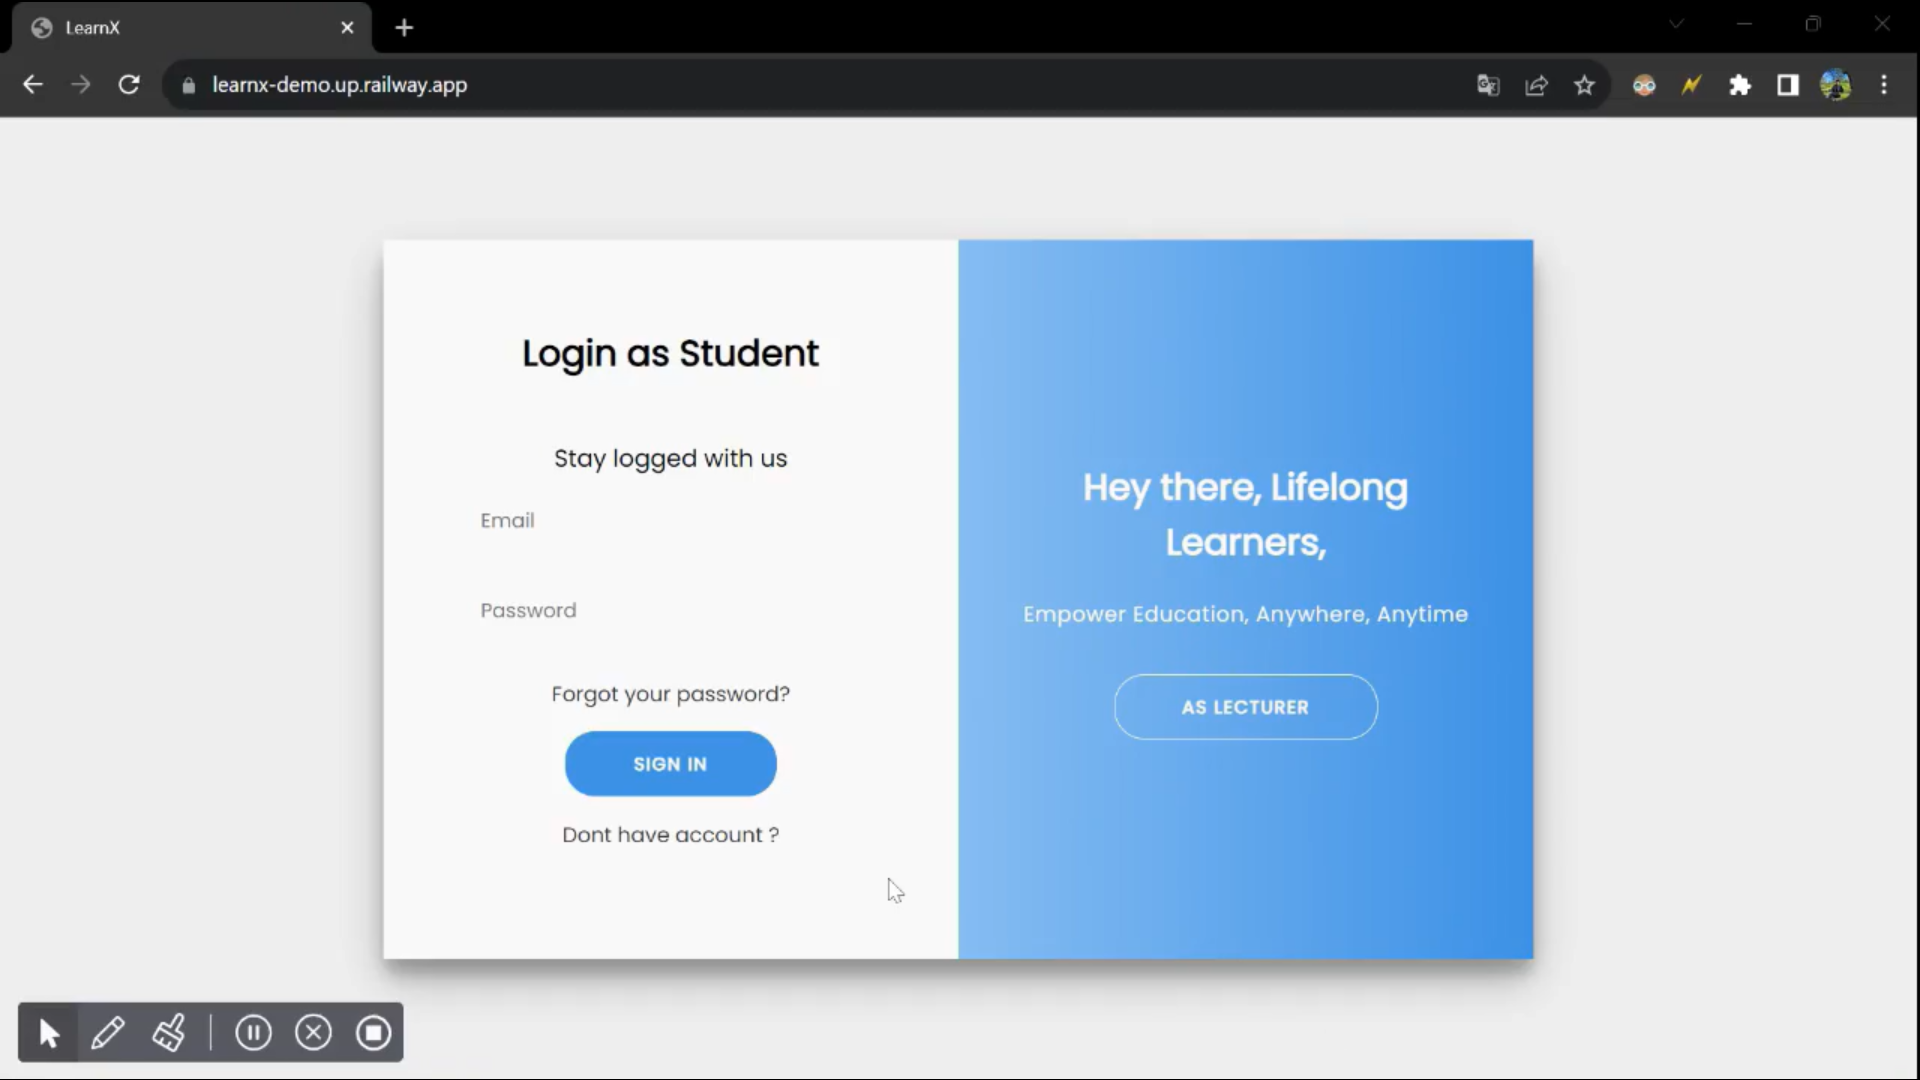 LearnX
learnx-demo.up.railway.app
Login as Student
Stay logged with us
Email
Password
Forgot your password?
SIGN IN
Dont have account ?
Hey there, Lifelong
Learners,
Empower Education, Anywhere, Anytime
AS LECTURER